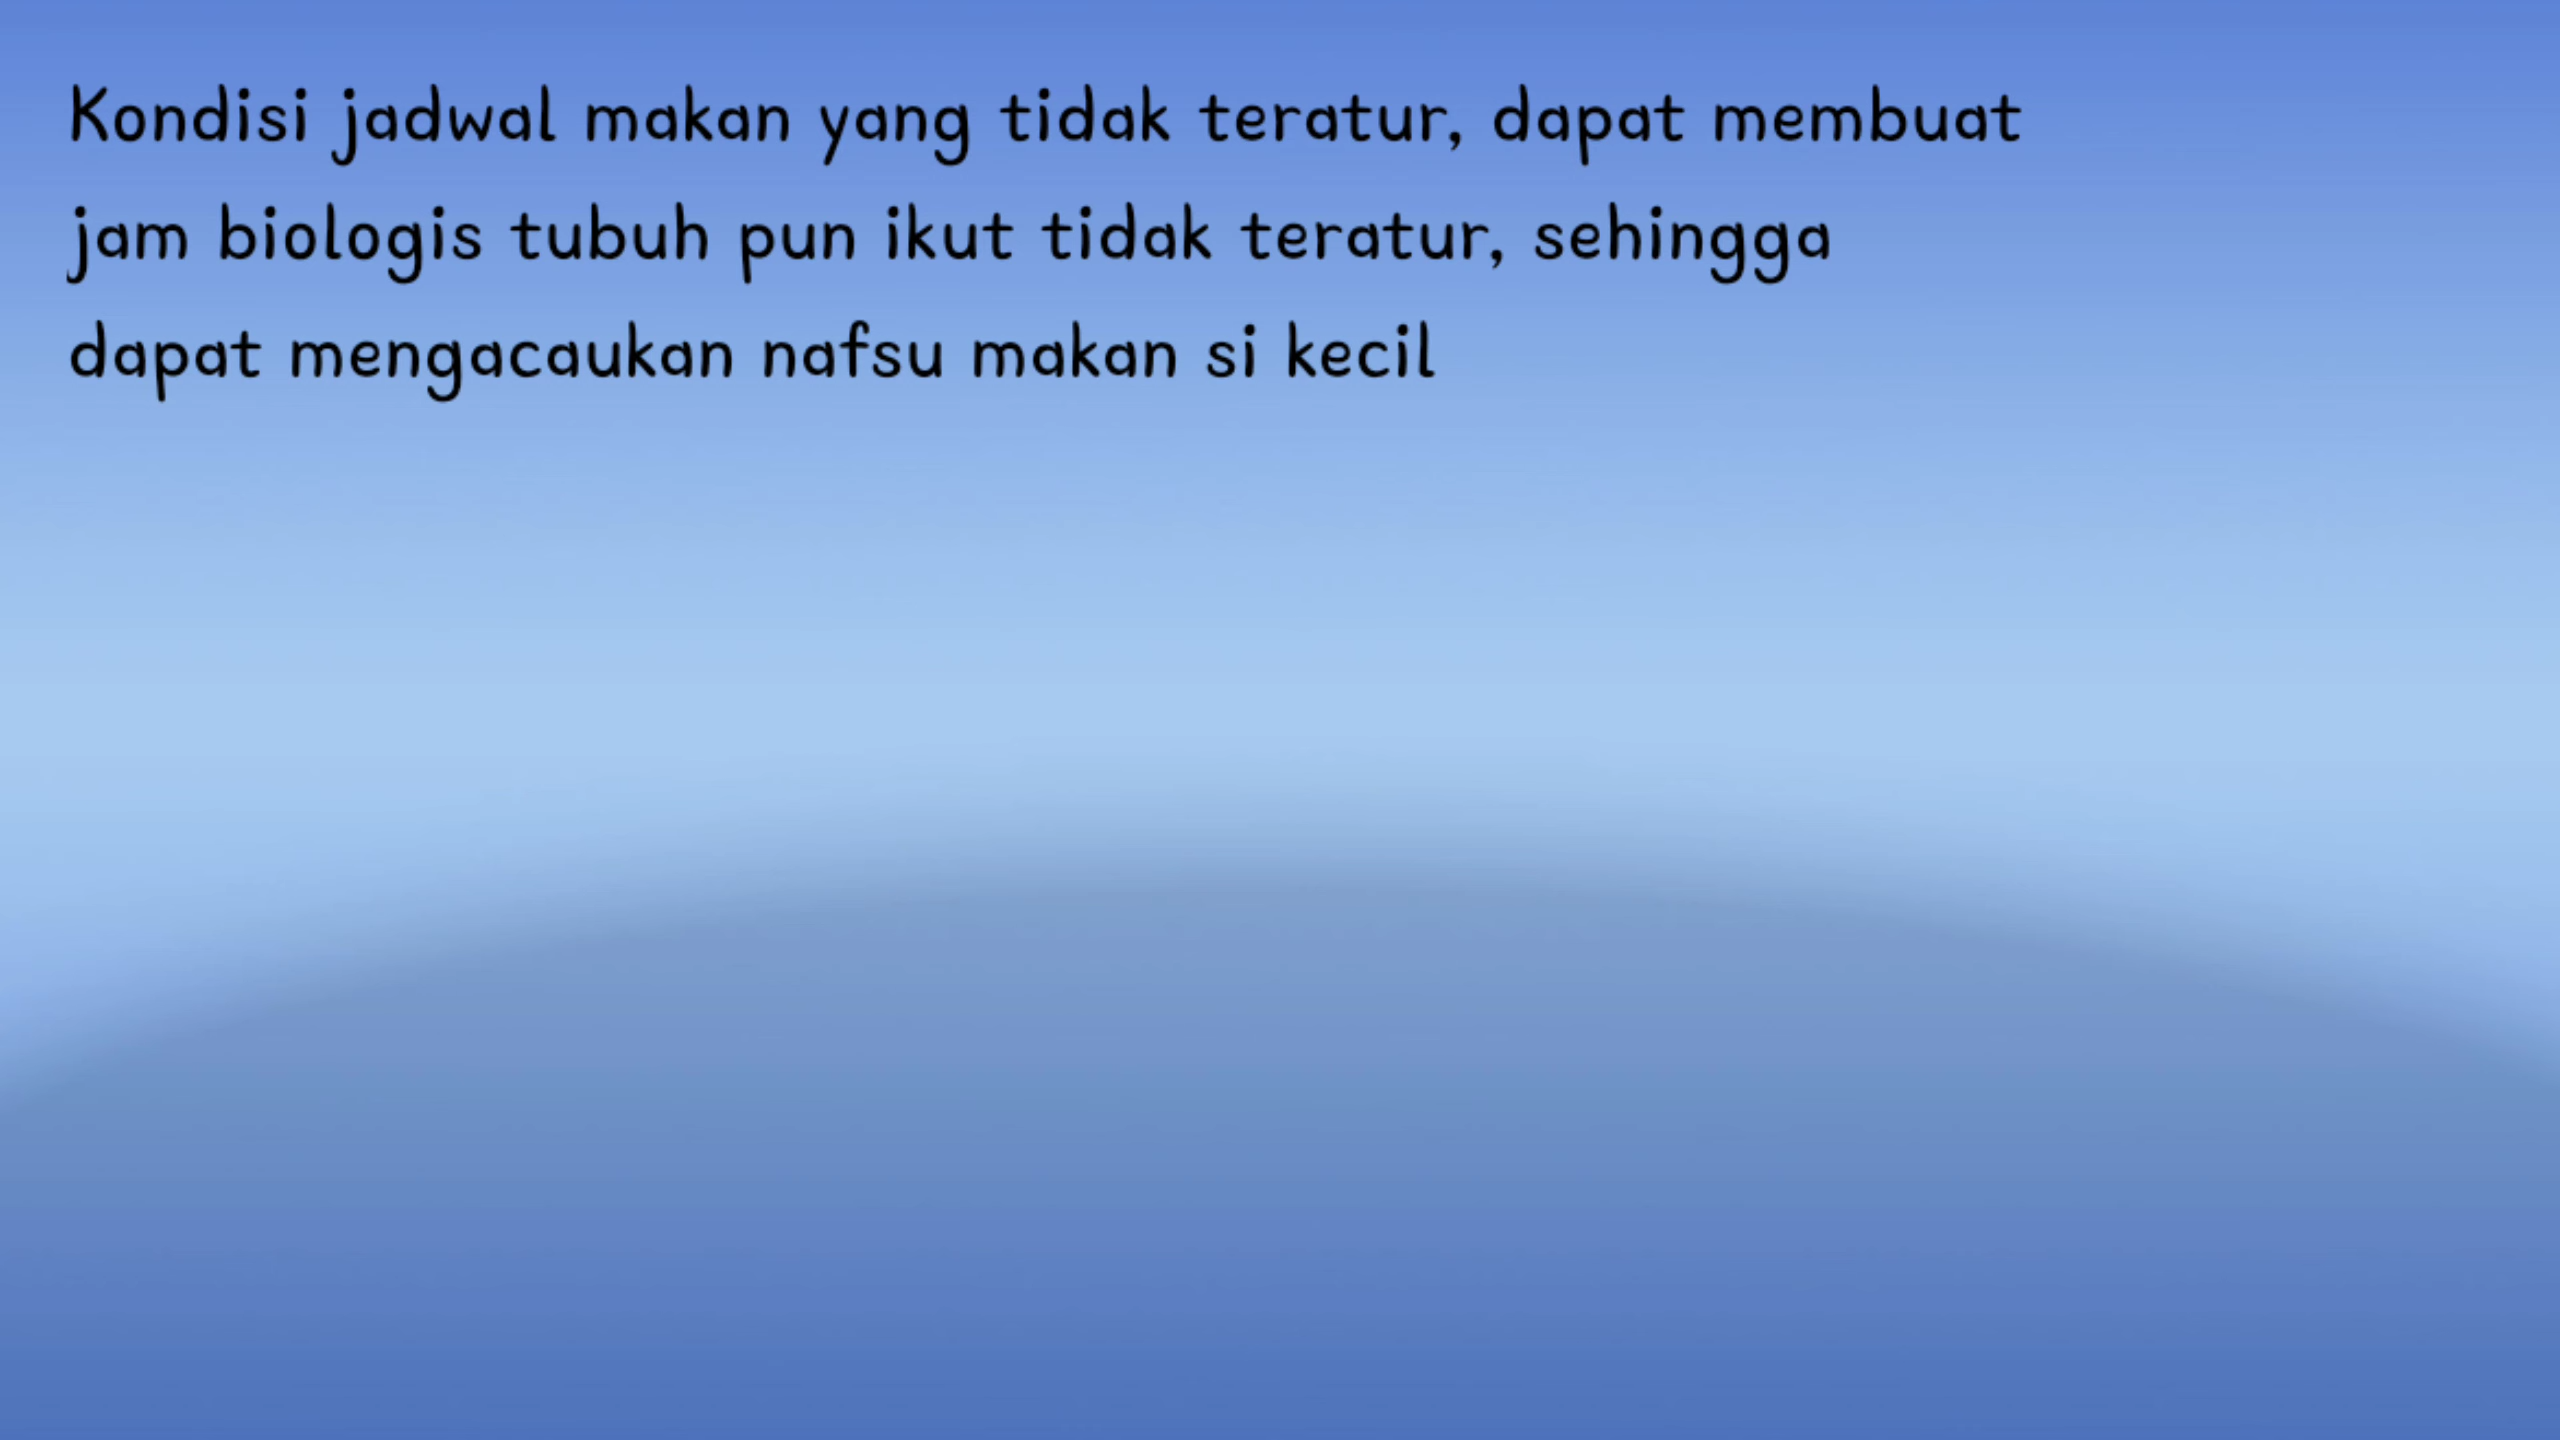 Kondisi jadwal makan yang tidak teratur, dapat membuat
jam biologis tubuh pun ikut tidak teratur, sehingga
dapat mengacaukan nafsu makan si kecil